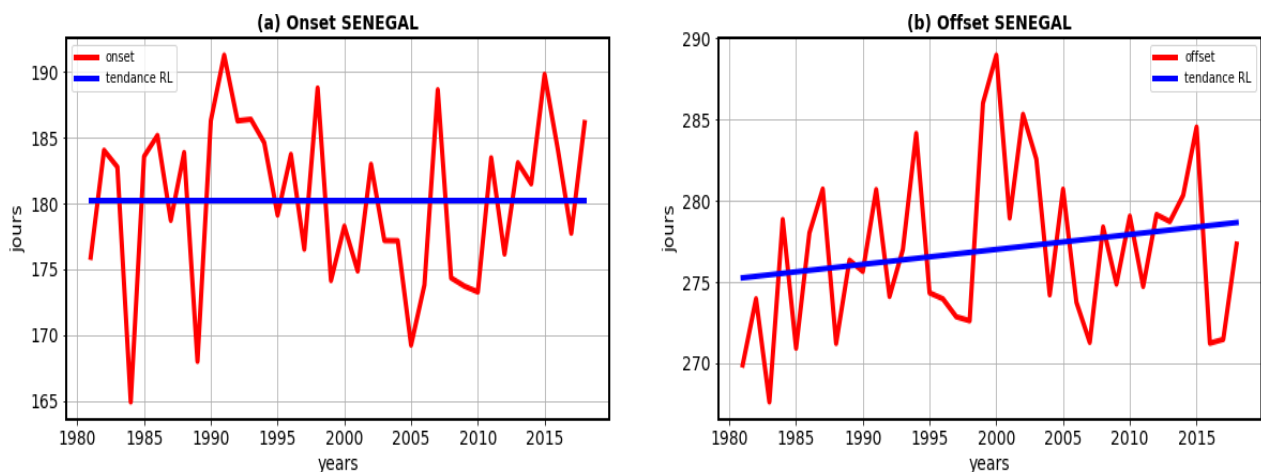 (a) Onset SENEGAL
onset
tendance RL
jours
190
185
180
175
170
165
1980 1985 1990 1995 2000 2005 2010 2015
years
(b) Offset SENEGAL
offset
tendance RL
jours
290
285
280
275
270
1980 1985 1990 1995 2000 2005 2010 2015
years